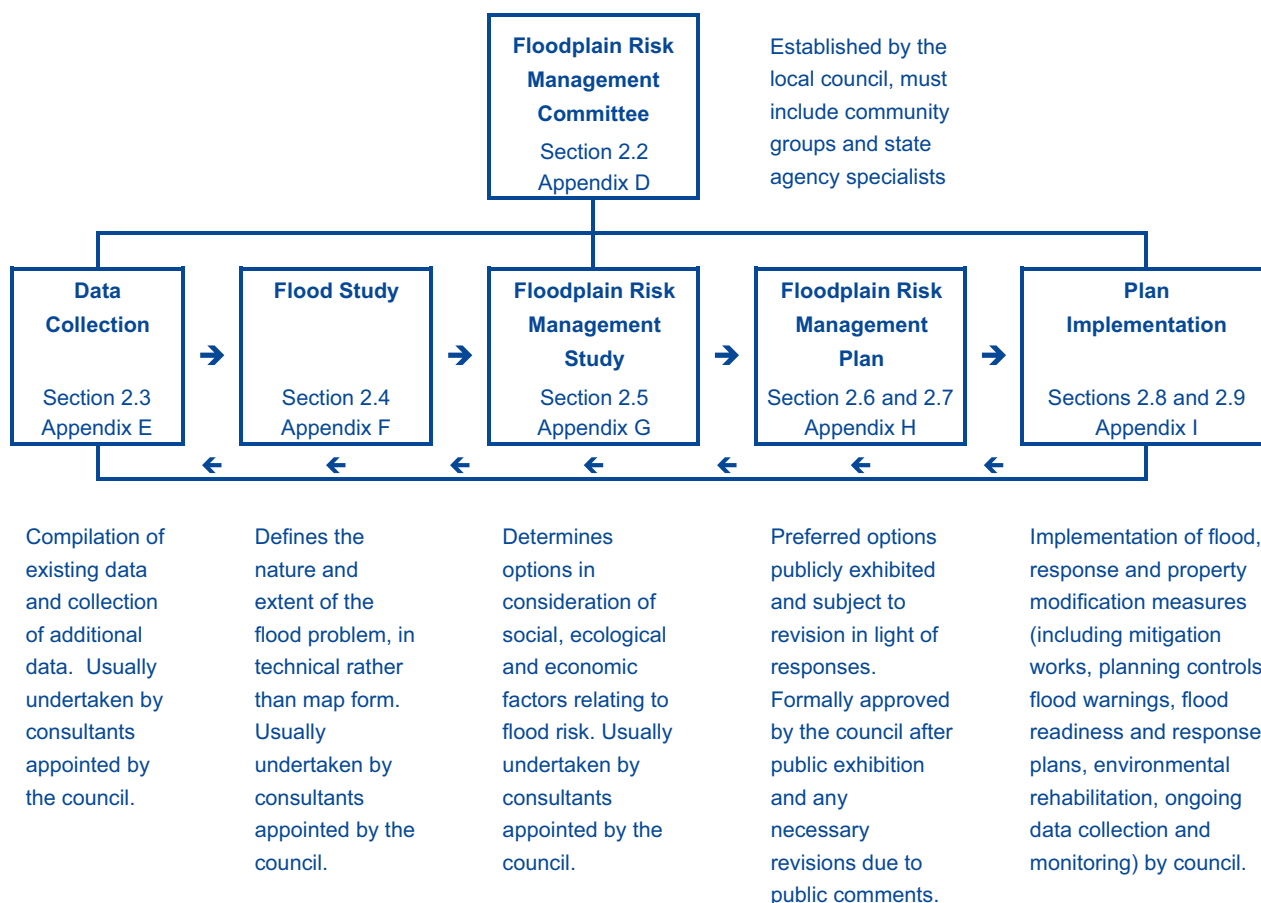 Floodplain Risk
Management
Committee
Section 2.2
Appendix D
Established by the
local council, must
include community
groups and state
agency specialists
Data
Collection
Section 2.3
Appendix E
Flood Study
Section 2.4
Appendix F
Floodplain Risk
Management
Study
Section 2.5
Appendix G
Floodplain Risk
Management
Plan
Section 2.6 and 2.7
Appendix H
Plan
Implementation
Sections 2.8 and 2.9
Appendix I
Compilation of
existing data
and collection
of additional
data. Usually
undertaken by
consultants
appointed by
the council.
Defines the
nature and
extent of the
flood problem, in
technical rather
than map form.
Usually
undertaken by
consultants
appointed by the
council.
Determines
options in
consideration of
social, ecological
and economic
factors relating to
flood risk. Usually
undertaken by
consultants
appointed by the
council.
Preferred options
publicly exhibited
and subject to
revision in light of
responses.
Formally approved
by the council after
public exhibition
and any
necessary
revisions due to
public comments.
Implementation of flood,
response and property
modification measures
(including mitigation
works, planning controls
flood warnings, flood
readiness and response
plans, environmental
rehabilitation, ongoing
data collection and
monitoring) by council.